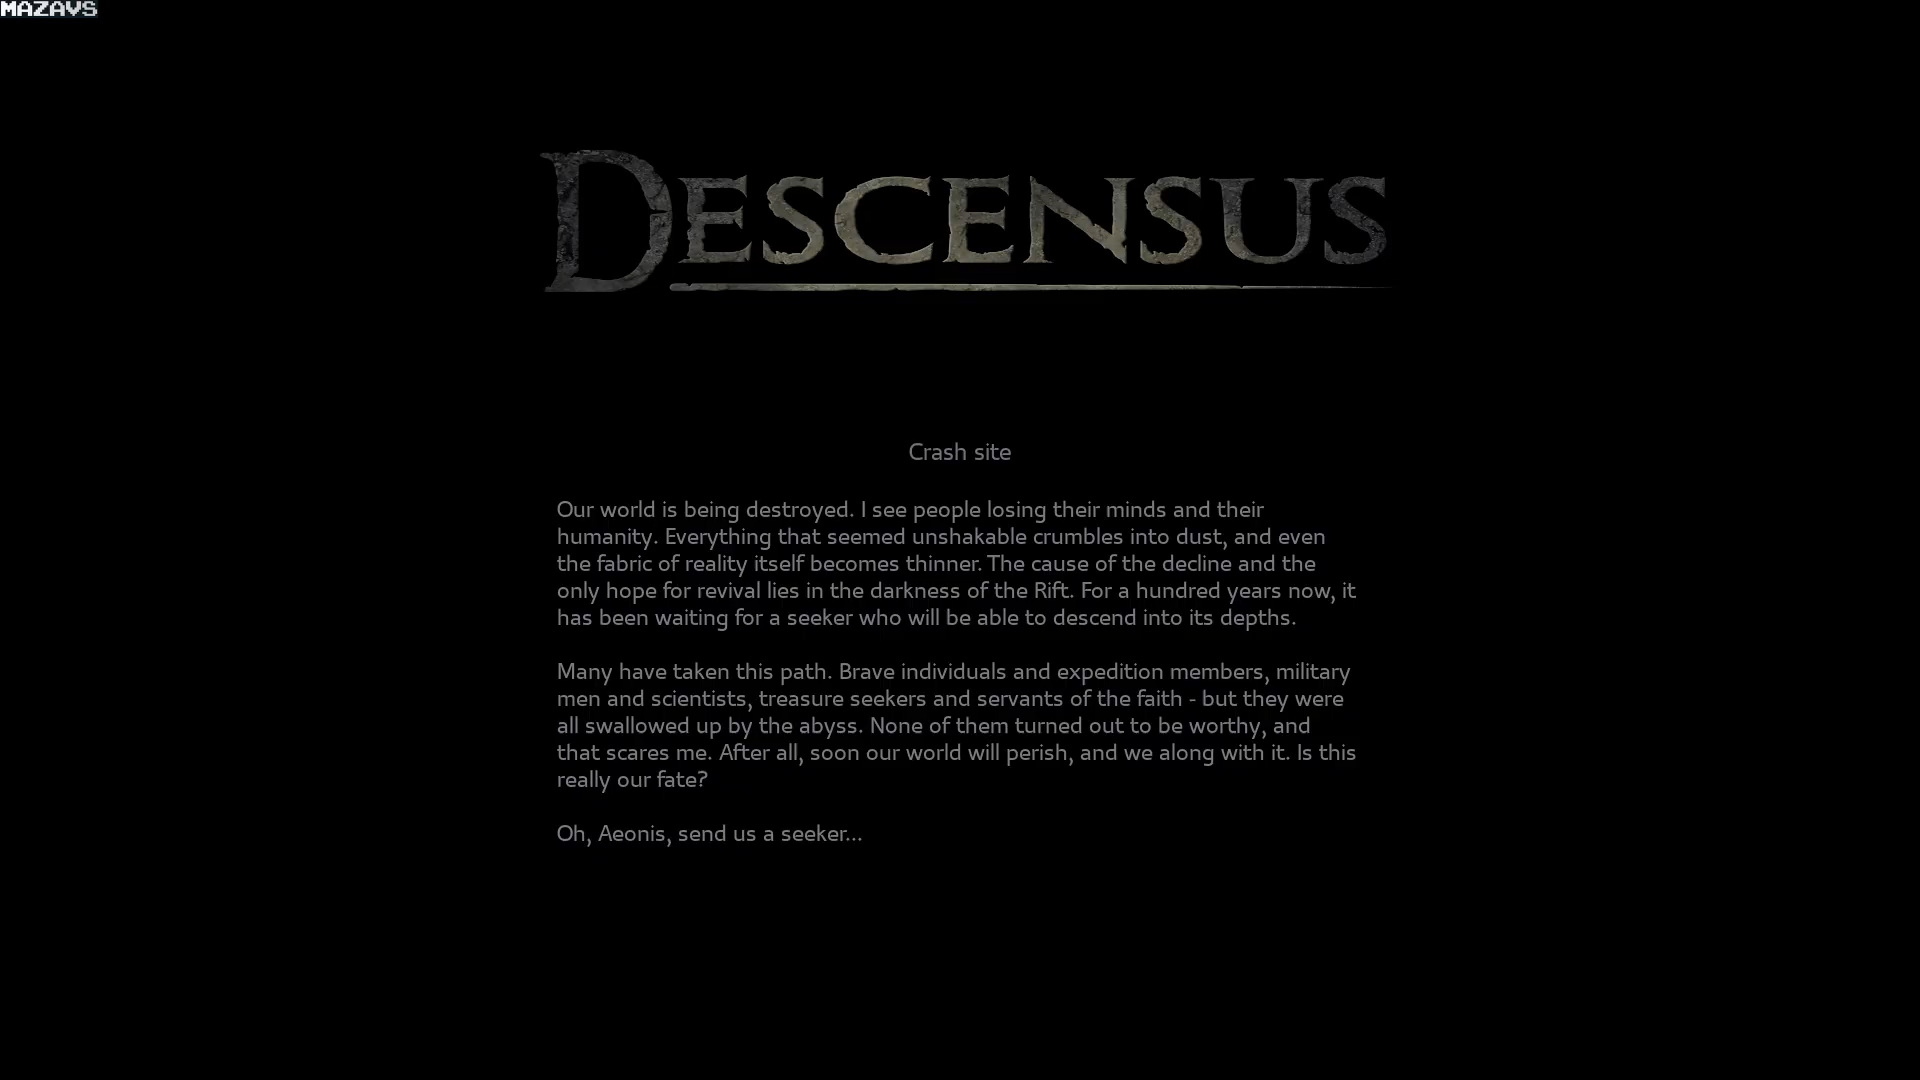 MAZAVS
DESCENSUS
Crash site
Our world is being destroyed. I see people losing their minds and their
humanity. Everything that seemed unshakable crumbles into dust, and even
the fabric of reality itself becomes thinner. The cause of the decline and the
only hope for revival lies in the darkness of the Rift. For a hundred years now, it
has been waiting for a seeker who will be able to descend into its depths.
Many have taken this path. Brave individuals and expedition members, military
men and scientists, treasure seekers and servants of the faith - but they were
all swallowed up by the abyss. None of them turned out to be worthy, and
that scares me. After all, soon our world will perish, and we along with it. Is this
really our fate?
Oh, Aeonis, send us a seeker...